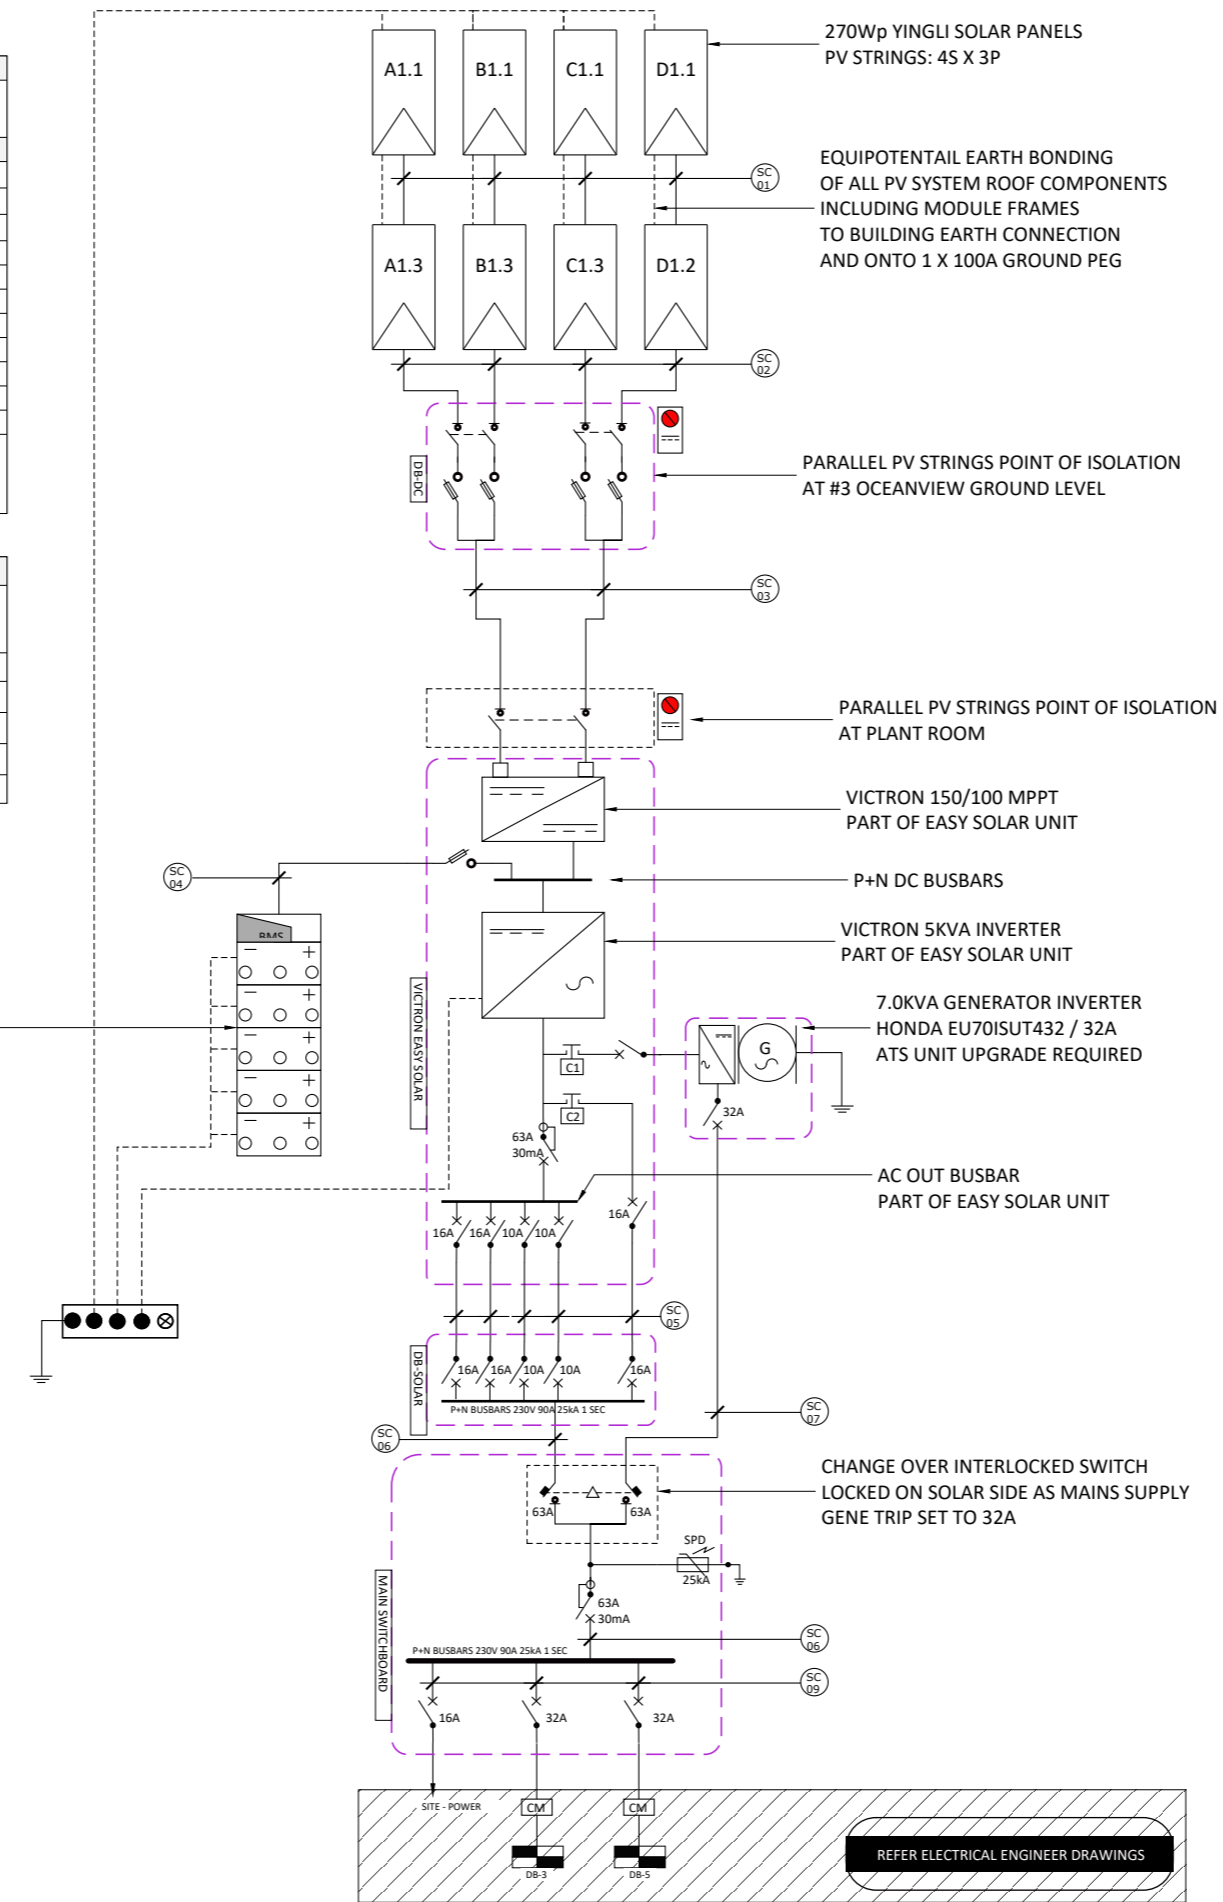 270Wp YINGLI SOLAR PANELS
PV STRINGS: 4S X 3P
A1.1
B1.1
C1.1
D1.1
SC
01
EQUIPOTENTAIL EARTH BONDING
OF ALL PV SYSTEM ROOF COMPONENTS
INCLUDING MODULE FRAMES
TO BUILDING EARTH CONNECTION
AND ONTO 1 X 100A GROUND PEG
A1.3
B1.3
C1.3
D1.2
SC
02
DB-DC
PARALLEL PV STRINGS POINT OF ISOLATION
AT #3 OCEANVIEW GROUND LEVEL
SC
03
PARALLEL PV STRINGS POINT OF ISOLATION
AT PLANT ROOM
VICTRON 150/100 MPPT
PART OF EASY SOLAR UNIT
SC
04
P+N DC BUSBARS
BMS
VICTRON 5KVA INVERTER
PART OF EASY SOLAR UNIT
VICTRON EASY SOLAR
7.0KVA GENERATOR INVERTER
HONDA EU70ISUT432 / 32A
ATS UNIT UPGRADE REQUIRED
G
C1
C2
32A
63A
30mA
AC OUT BUSBAR
PART OF EASY SOLAR UNIT
16A
16A
10A
10A
16A
SC
05
DB-SOLAR
16A
16A
10A
10A
16A
P+N BUSBARS 230V 90A 25kA 1 SEC
SC
06
SC
07
CHANGE OVER INTERLOCKED SWITCH
LOCKED ON SOLAR SIDE AS MAINS SUPPLY
GENE TRIP SET TO 32A
63A
63A
SPD
25kA
MAIN SWITCHBOARD
63A
30mA
SC
06
P+N BUSBARS 230V 90A 25kA 1 SEC
SC
09
16A
32A
32A
SITE - POWER
CM
CM
DB-3
DB-5
REFER ELECTRICAL ENGINEER DRAWINGS